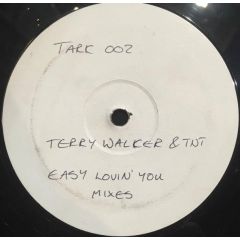 TARK 002
TERRY WALKER & TNT
EASY LOVIN' YOU
MIXES